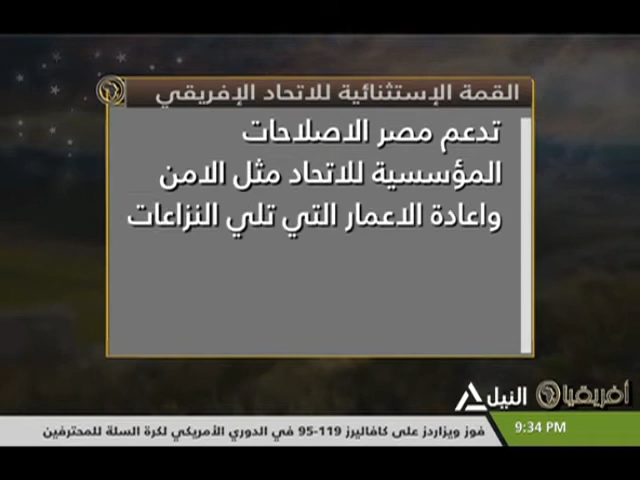 القمة الإستثنائية للاتحاد الإفريقي
تدعم مصر الاصلاحات
المؤسسية للاتحاد مثل الامن
واعادة الاعمار التي تلي النزاعات
أفريقيا
النيل
9:34 PM
فوز ويزاردز على كافاليرز 119-95 في الدوري الأمريكي لكرة السلة للمحترفين